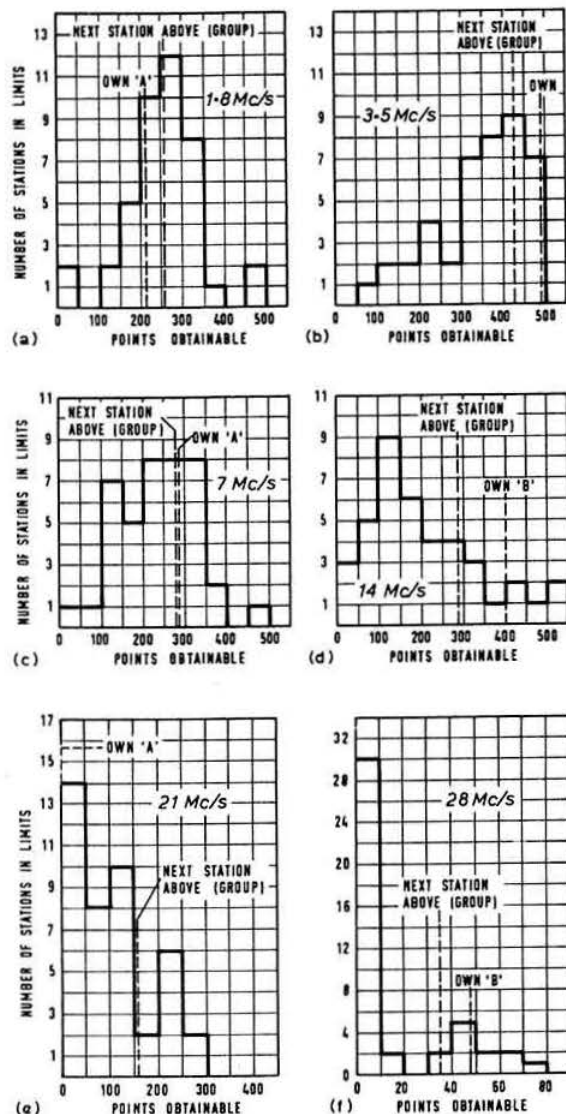 13
11
9
7
5
3
1
NUMBER OF STATIONS IN LIMITS
NEXT STATION ABOVE (GROUP)
OWN 'A'
1·8 Mc/s
0 100 200 300 400 500
(a) POINTS OBTAINABLE
13
11
9
7
5
3
1
NEXT STATION
ABOVE (GROUP)
OWN
3·5 Mc/s
0 100 200 300 400 500
(b) POINTS OBTAINABLE
11
9
7
5
3
1
NUMBER OF STATIONS IN LIMITS
NEXT STATION
ABOVE (GROUP)
OWN 'A'
7 Mc/s
0 100 200 300 400 500
(c) POINTS OBTAINABLE
11
9
7
5
3
1
NEXT STATION
ABOVE (GROUP)
OWN 'B'
14 Mc/s
0 100 200 300 400 500
(d) POINTS OBTAINABLE
17
15
13
11
9
7
5
3
1
NUMBER OF STATIONS IN LIMITS
OWN 'A'
21 Mc/s
NEXT STATION
ABOVE (GROUP)
0 100 200 300 400
(e) POINTS OBTAINABLE
32
28
24
20
16
12
8
4
0
28 Mc/s
NEXT STATION
ABOVE (GROUP)
OWN 'B'
0 20 40 60 80
(f) POINTS OBTAINABLE